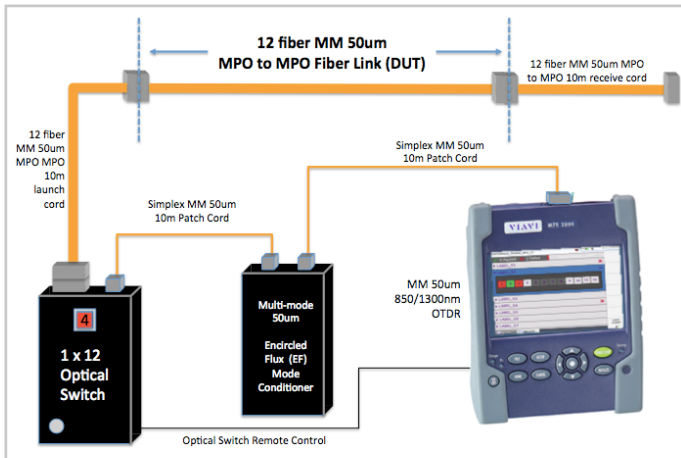 12 fiber MM 50um
MPO to MPO Fiber Link (DUT)
12 fiber MM 50um MPO
to MPO 10m receive cord
12 fiber
MM 50um
MPO MPO
10m
launch
cord
Simplex MM 50um
10m Patch Cord
Simplex MM 50um
10m Patch Cord
VIAVI
MM 50um
850/1300nm
OTDR
4
1 x 12
Optical
Switch
Multi-mode
50um
Encircled
Flux (EF)
Mode
Conditioner
Optical Switch Remote Control